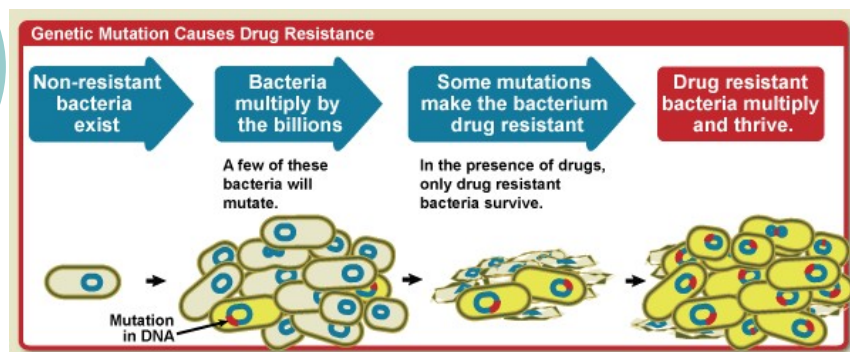 Genetic Mutation Causes Drug Resistance
Non-resistant
bacteria
exist
Bacteria
multiply by
the billions
Some mutations
make the bacterium
drug resistant
Drug resistant
bacteria multiply
and thrive.
A few of these
bacteria will
mutate.
In the presence of drugs,
only drug resistant
bacteria survive.
Mutation
in DNA